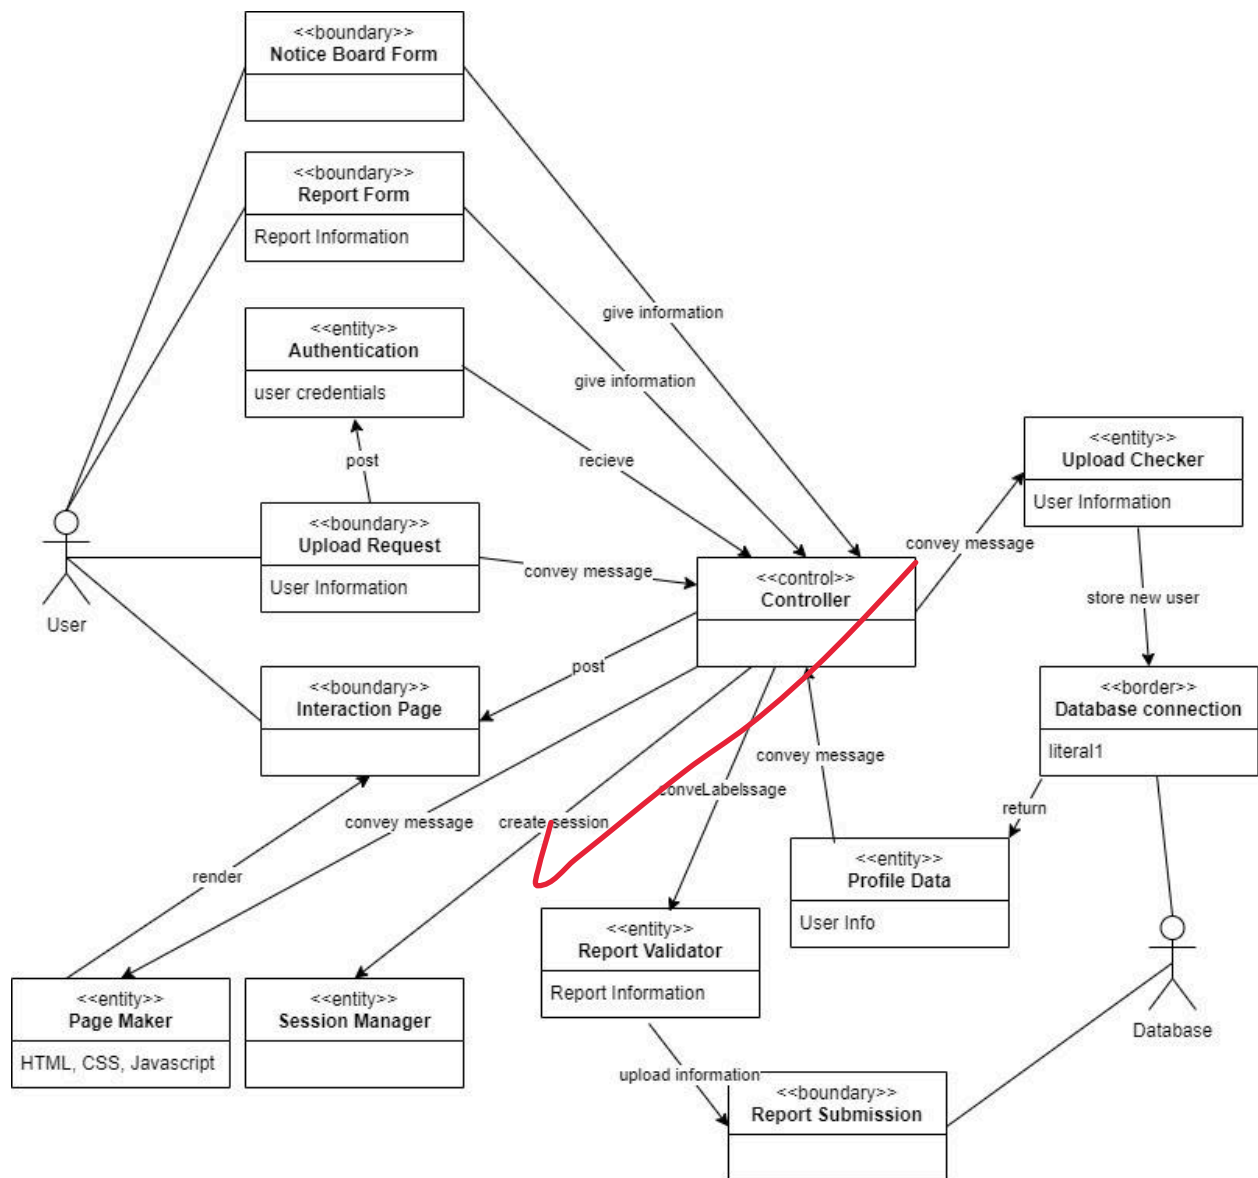 <<boundary>>
Notice Board Form
<<boundary>>
Report Form
Report Information
give information
<<entity>>
Authentication
user credentials
give information
post
recieve
<<entity>>
Upload Checker
User Information
<<boundary>>
Upload Request
User Information
convey message
convey message
<<control>>
Controller
store new user
User
post
<<boundary>>
Interaction Page
<<border>>
Database connection
literal1
convey message
Label
return
convey message
create session
render
<<entity>>
Profile Data
User Info
<<entity>>
Report Validator
Report Information
<<entity>>
Page Maker
HTML, CSS, Javascript
<<entity>>
Session Manager
Database
upload information
<<boundary>>
Report Submission